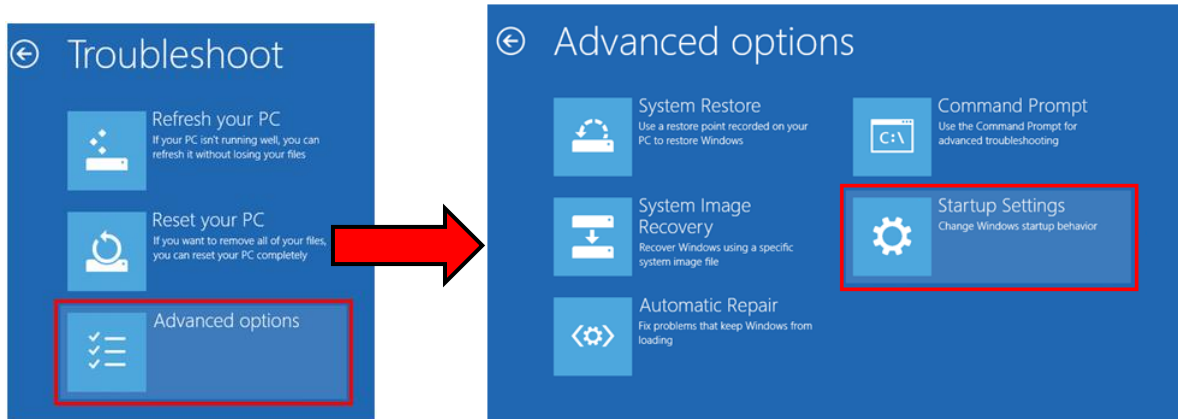 Troubleshoot
Refresh your PC
If your PC isn't running well, you can
refresh it without losing your files
Reset your PC
If you want to remove all of your files,
you can reset your PC completely
Advanced options
Advanced options
System Restore
Use a restore point recorded on your
PC to restore Windows
System Image
Recovery
Recover Windows using a specific
system image file
Automatic Repair
Fix problems that keep Windows from
loading
C:\
Command Prompt
Use the Command Prompt for
advanced troubleshooting
Startup Settings
Change Windows startup behavior